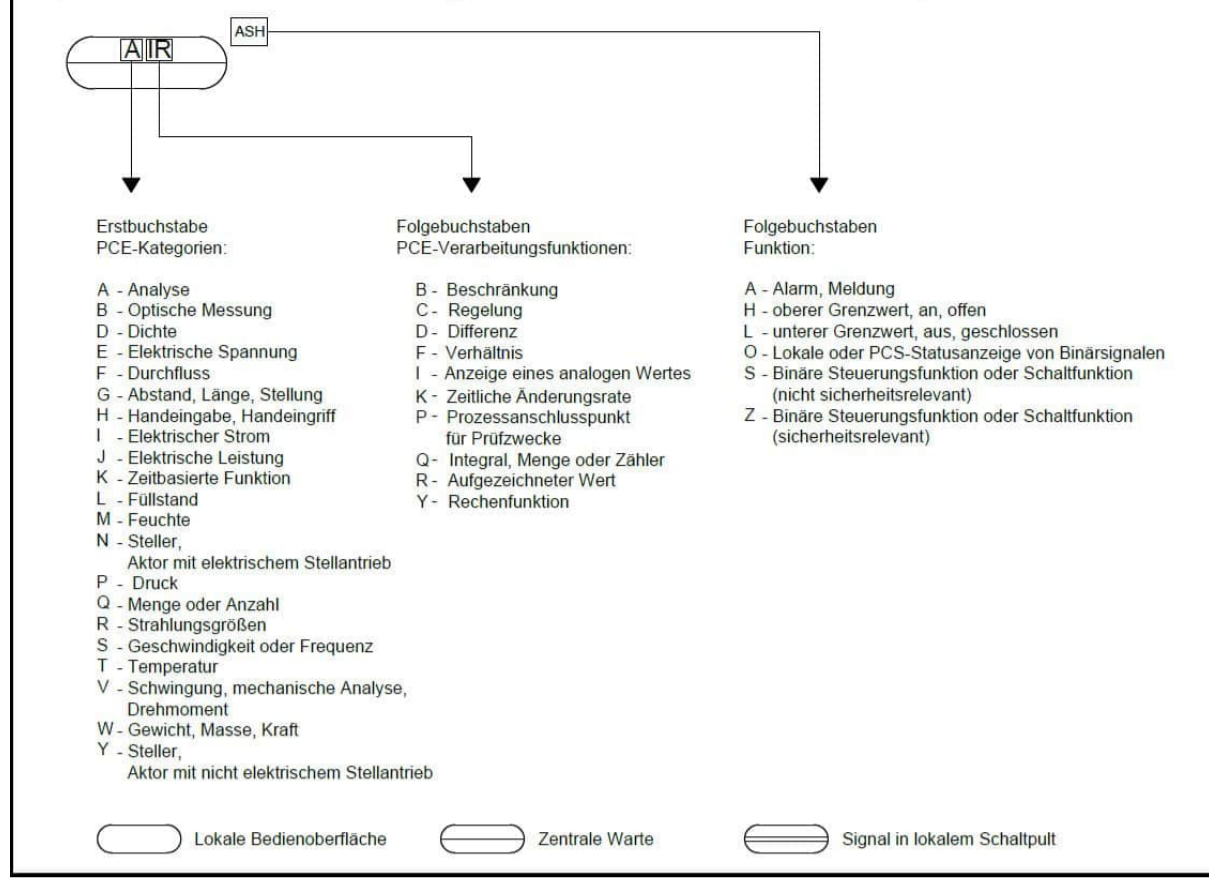 ASH
A IR
Erstbuchstabe
PCE-Kategorien:
A - Analyse
B - Optische Messung
D - Dichte
E - Elektrische Spannung
F - Durchfluss
G - Abstand, Länge, Stellung
H - Handeingabe, Handeingriff
I - Elektrischer Strom
J - Elektrische Leistung
K - Zeitbasierte Funktion
L - Füllstand
M - Feuchte
N - Steller,
Aktor mit elektrischem Stellantrieb
P - Druck
Q - Menge oder Anzahl
R - Strahlungsgrößen
S - Geschwindigkeit oder Frequenz
T - Temperatur
V - Schwingung, mechanische Analyse,
Drehmoment
W - Gewicht, Masse, Kraft
Y - Steller,
Aktor mit nicht elektrischem Stellantrieb
Folgebuchstaben
PCE-Verarbeitungsfunktionen:
B - Beschränkung
C - Regelung
D - Differenz
F - Verhältnis
I - Anzeige eines analogen Wertes
K - Zeitliche Änderungsrate
P - Prozessanschlusspunkt
für Prüfzwecke
Q - Integral, Menge oder Zähler
R - Aufgezeichneter Wert
Y - Rechenfunktion
Folgebuchstaben
Funktion:
A - Alarm, Meldung
H - oberer Grenzwert, an, offen
L - unterer Grenzwert, aus, geschlossen
O - Lokale oder PCS-Statusanzeige von Binärsignalen
S - Binäre Steuerungsfunktion oder Schaltfunktion
(nicht sicherheitsrelevant)
Z - Binäre Steuerungsfunktion oder Schaltfunktion
(sicherheitsrelevant)
Lokale Bedienoberfläche
Zentrale Warte
Signal in lokalem Schaltpult